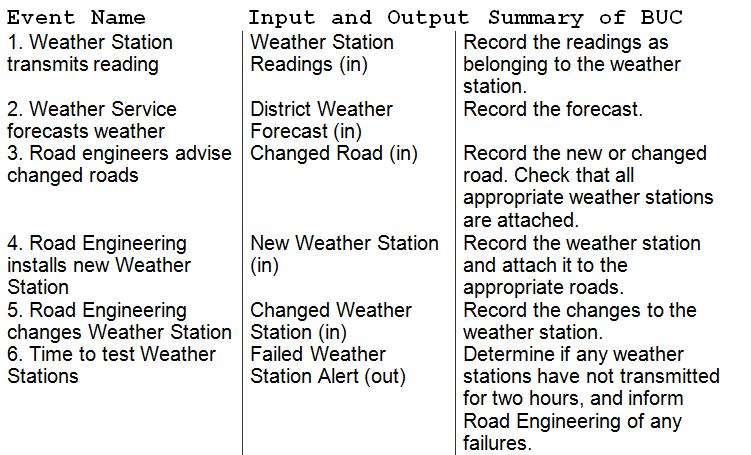 Event Name Input and Output Summary of BUC
1. Weather Station Weather Station Record the readings as
transmits reading Readings (in) belonging to the weather
station.
2. Weather Service District Weather Record the forecast.
forecasts weather Forecast (in)
3. Road engineers advise Changed Road (in) Record the new or changed
changed roads road. Check that all
appropriate weather stations
are attached.
4. Road Engineering New Weather Station Record the weather station
installs new Weather (in) and attach it to the
Station appropriate roads.
5. Road Engineering Changed Weather Record the changes to the
changes Weather Station Station (in) weather station.
6. Time to test Weather Failed Weather Determine if any weather
Stations Station Alert (out) stations have not transmitted
for two hours, and inform
Road Engineering of any
failures.